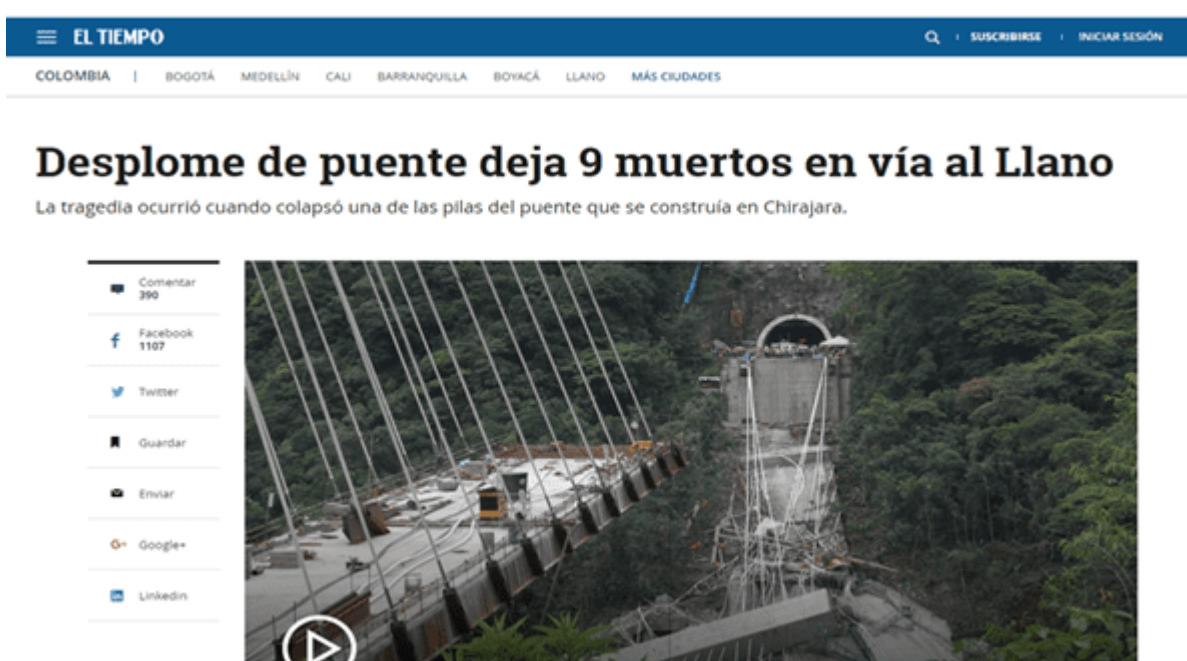 EL TIEMPO
SUSCRIBIRSE
INICIAR SESIÓN
COLOMBIA | BOGOTÁ MEDELLÍN CALI BARRANQUILLA BOYACÁ LLANO MÁS CIUDADES
Desplome de puente deja 9 muertos en vía al Llano
La tragedia ocurrió cuando colapsó una de las pilas del puente que se construía en Chirajara.
Comentar
390
Facebook
1107
Twitter
Guardar
Enviar
Google+
Linkedin